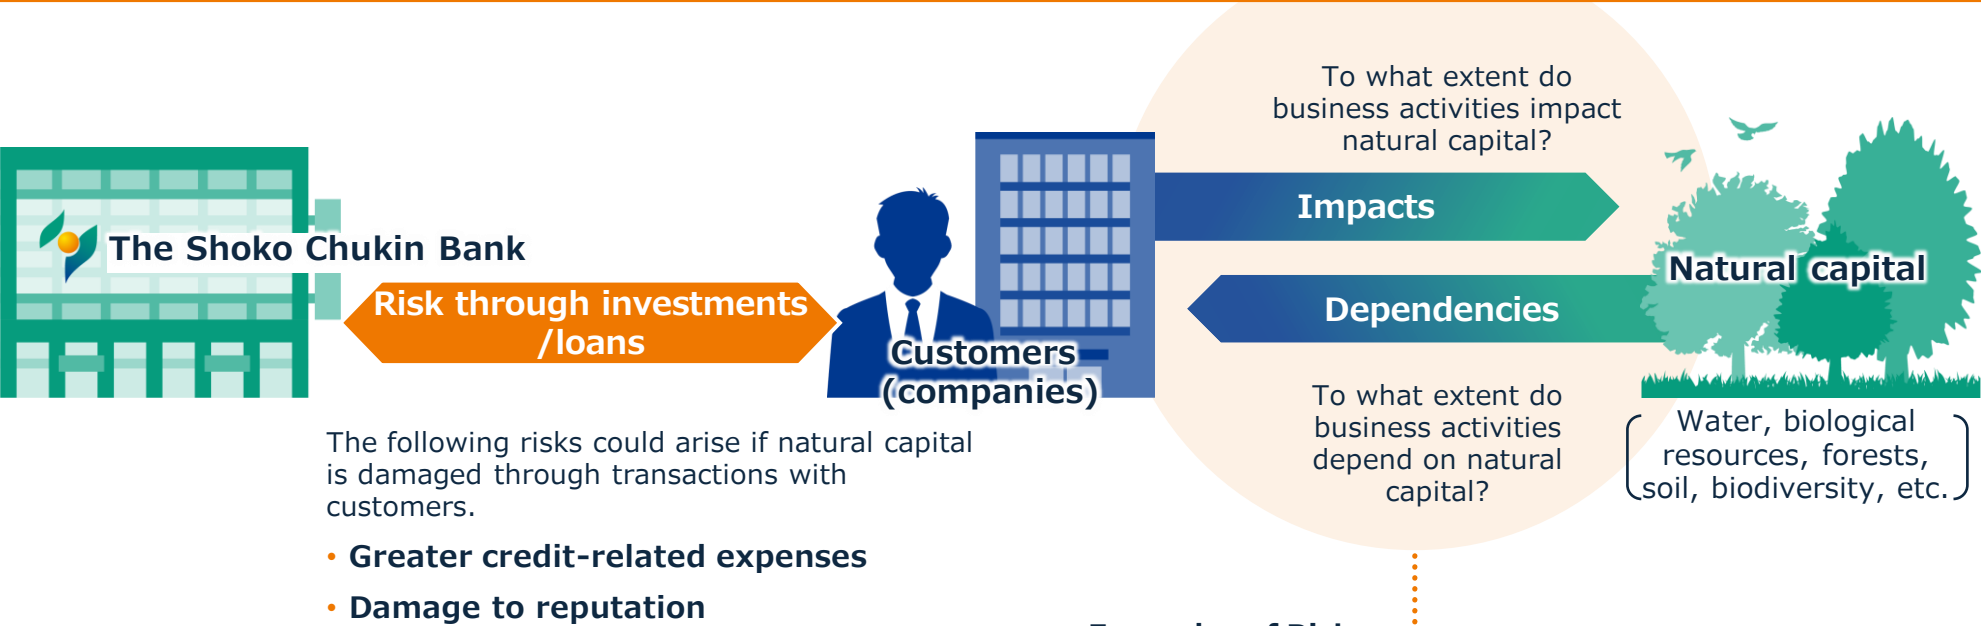 To what extent do
business activities impact
natural capital?
Impacts
The Shoko Chukin Bank
Natural capital
Risk through investments
/loans
Dependencies
Customers
(companies)
To what extent do
business activities
depend on natural
capital?
Water, biological
resources, forests,
soil, biodiversity, etc.
The following risks could arise if natural capital
is damaged through transactions with
customers.
• Greater credit-related expenses
• Damage to reputation